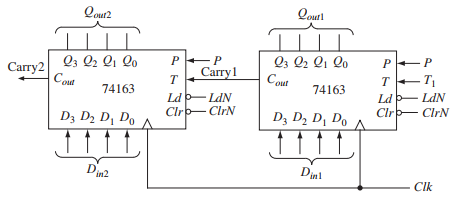 Qout2 Qout1
Q3 Q2 Q1 Q0 P P Q3 Q2 Q1 Q0 P P
Carry2 Cout T Carry1 Cout T T1
74163 74163
Ld LdN Ld LdN
D3 D2 D1 D0 Clr ClrN D3 D2 D1 D0 Clr ClrN
Din2 Din1
Clk